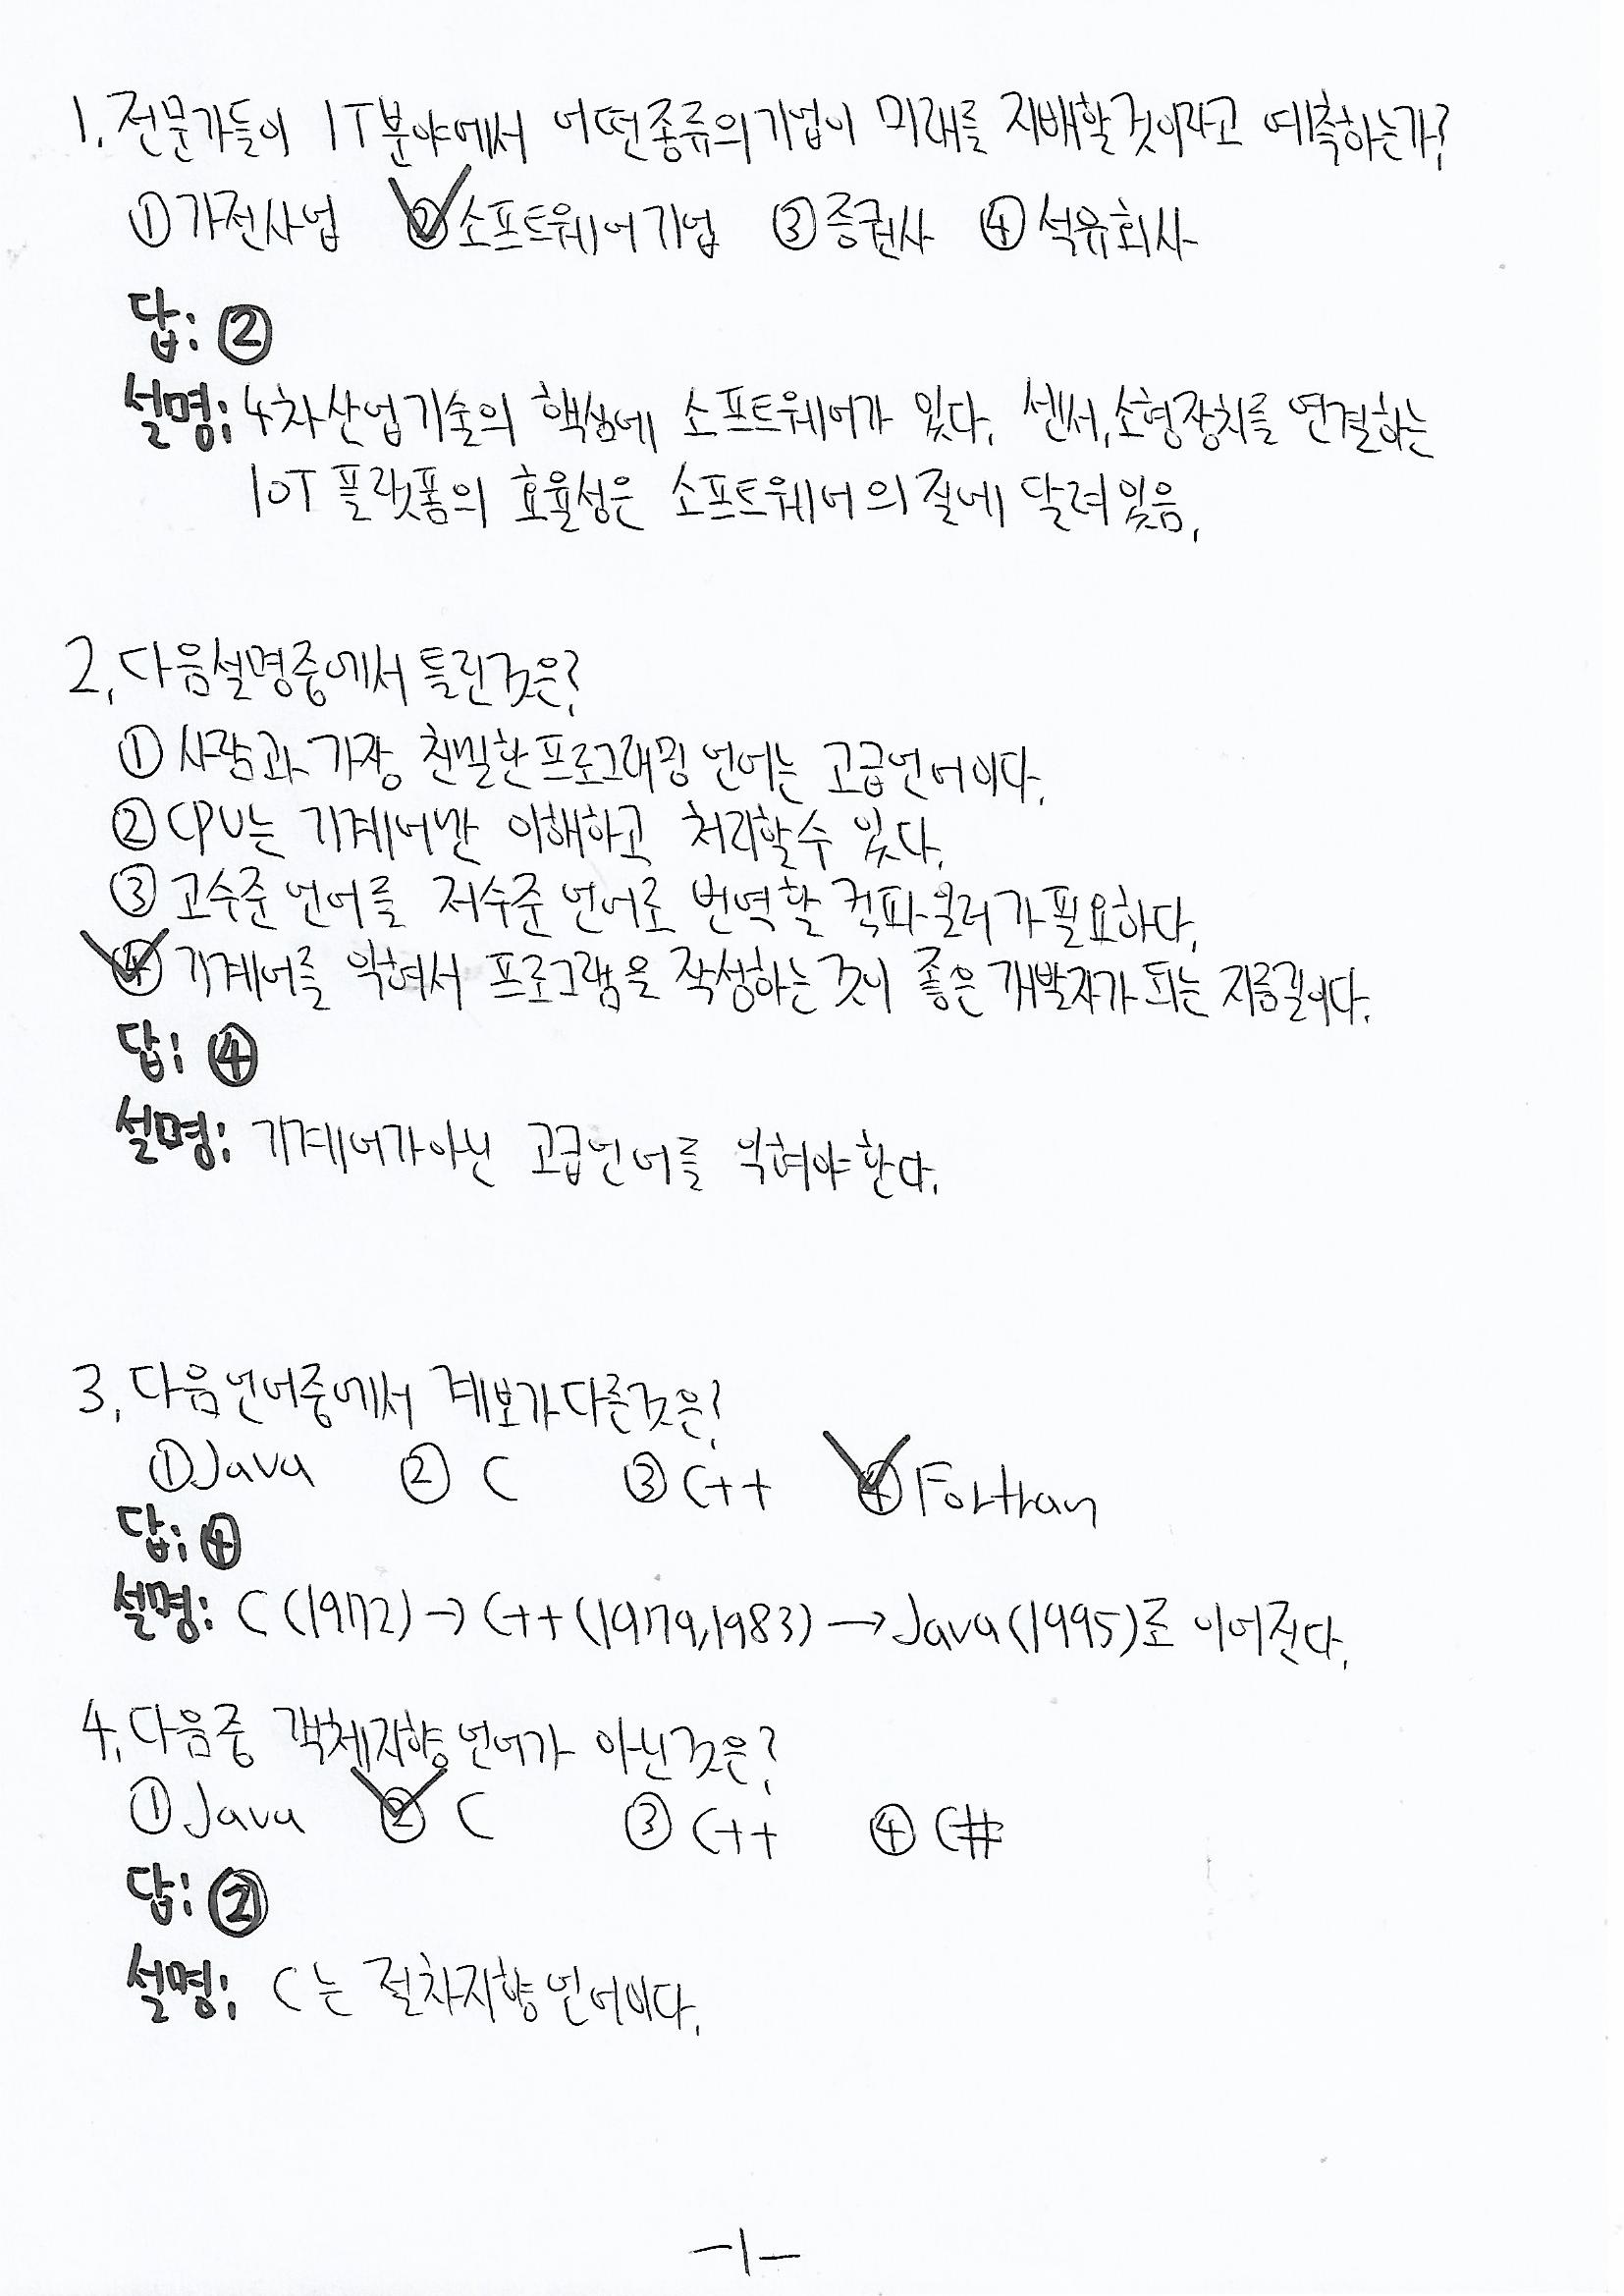 1. 전문가들이 IT분야에서 어떤종류의기업이 미래를 지배할것이라고 예측하는가?
①가전사업 ②소프트웨어기업 ③증권사 ④석유회사
답: ②
설명: 4차산업기술의 핵심에 소프트웨어가 있다. 센서,소형장치를 연결하는
IoT 플랫폼의 효율성은 소프트웨어의 질에 달려있음.
2. 다음설명중에서 틀린것은?
① 사람과 가장 친밀한프로그래밍 언어는 고급언어이다.
② CPU는 기계어만 이해하고 처리할수 있다.
③ 고수준 언어를 저수준 언어로 번역할 컴파일러가필요하다.
④ 기계어를 익혀서 프로그램을 작성하는것이 좋은 개발자가 되는 지름길이다.
답: ④
설명: 기계어가아닌 고급언어를 익혀야한다.
3. 다음언어중에서 계보가다른것은?
①Java ② C ③ C++ ④Fortran
답: ④
설명: C (1972) → C++ (1979,1983) → Java(1995)로 이어진다.
4. 다음중 객체지향언어가 아닌것은?
①Java ② C ③ C++ ④ C#
답: ②
설명: C는 절차지향언어이다.
-1-